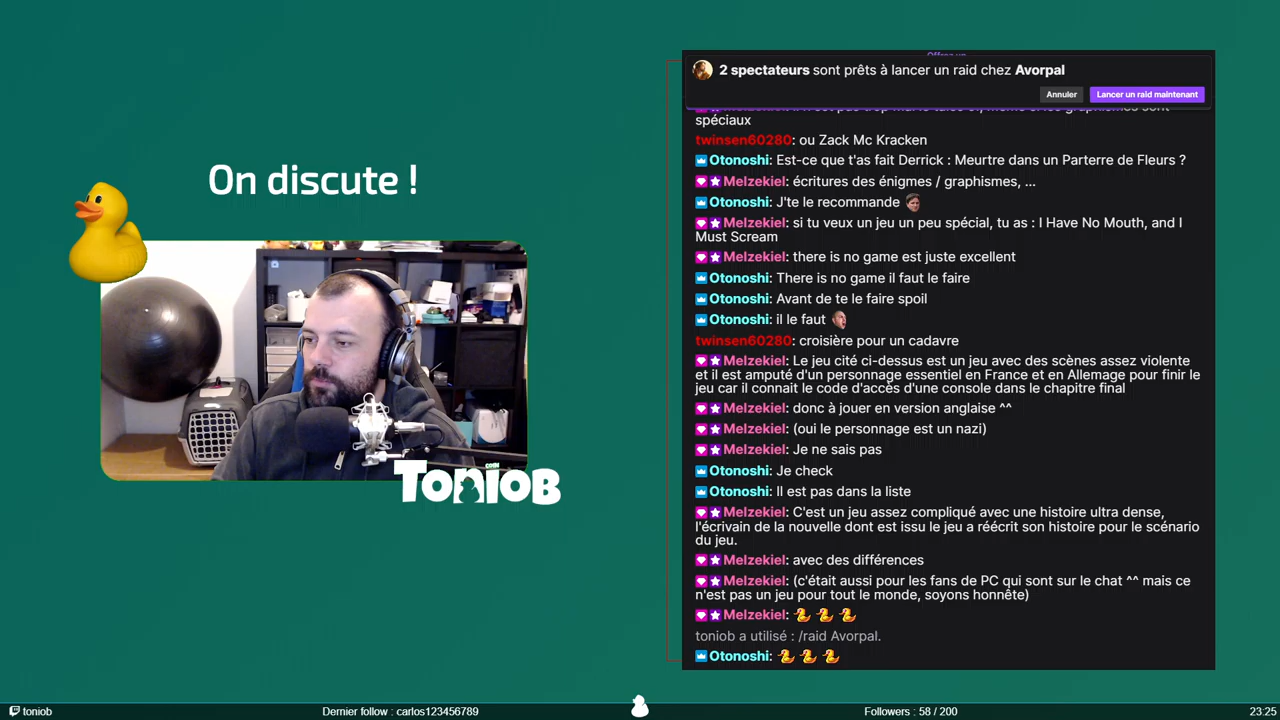 Offrez un
2 spectateurs sont prêts à lancer un raid chez Avorpal
Annuler
Lancer un raid maintenant
spéciaux
twinsen60280: ou Zack Mc Kracken
Otonoshi: Est-ce que t'as fait Derrick : Meurtre dans un Parterre de Fleurs ?
Melzekiel: écritures des énigmes / graphismes, ...
Otonoshi: J'te le recommande
Melzekiel: si tu veux un jeu un peu spécial, tu as : I Have No Mouth, and I
Must Scream
Melzekiel: there is no game est juste excellent
Otonoshi: There is no game il faut le faire
Otonoshi: Avant de te le faire spoil
Otonoshi: il le faut
twinsen60280: croisière pour un cadavre
Melzekiel: Le jeu cité ci-dessus est un jeu avec des scènes assez violente
et il est amputé d'un personnage essentiel en France et en Allemage pour finir le
jeu car il connait le code d'accès d'une console dans le chapitre final
Melzekiel: donc à jouer en version anglaise ^^
Melzekiel: (oui le personnage est un nazi)
Melzekiel: Je ne sais pas
Otonoshi: Je check
Otonoshi: Il est pas dans la liste
Melzekiel: C'est un jeu assez compliqué avec une histoire ultra dense,
l'écrivain de la nouvelle dont est issu le jeu a réécrit son histoire pour le scénario
du jeu.
Melzekiel: avec des différences
Melzekiel: (c'était aussi pour les fans de PC qui sont sur le chat ^^ mais ce
n'est pas un jeu pour tout le monde, soyons honnête)
Melzekiel:
toniob a utilisé : /raid Avorpal.
Otonoshi:
On discute !
COIN
TONIOB
toniob
Dernier follow : carlos123456789
Followers : 58 / 200
23:25